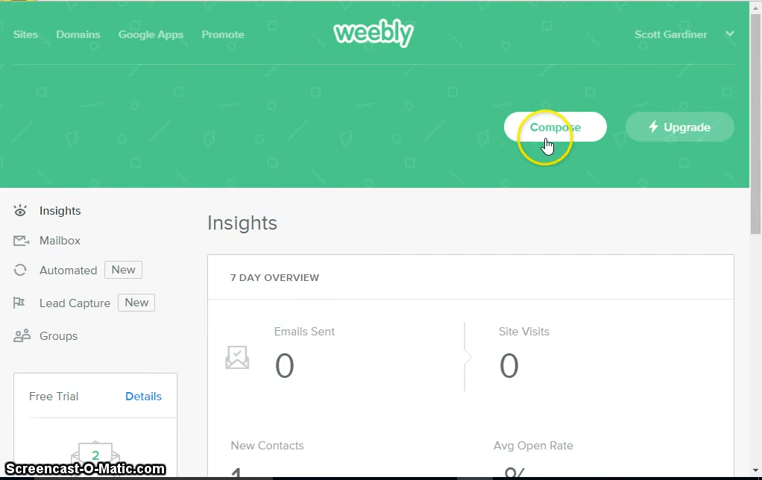 Sites Domains Google Apps Promote weebly Scott Gardiner
Compose Upgrade
Insights
Mailbox
Automated New
Lead Capture New
Groups
Free Trial Details
2
Insights
7 DAY OVERVIEW
Emails Sent Site Visits
0 0
New Contacts Avg Open Rate
1 %
Screencast-O-Matic.com